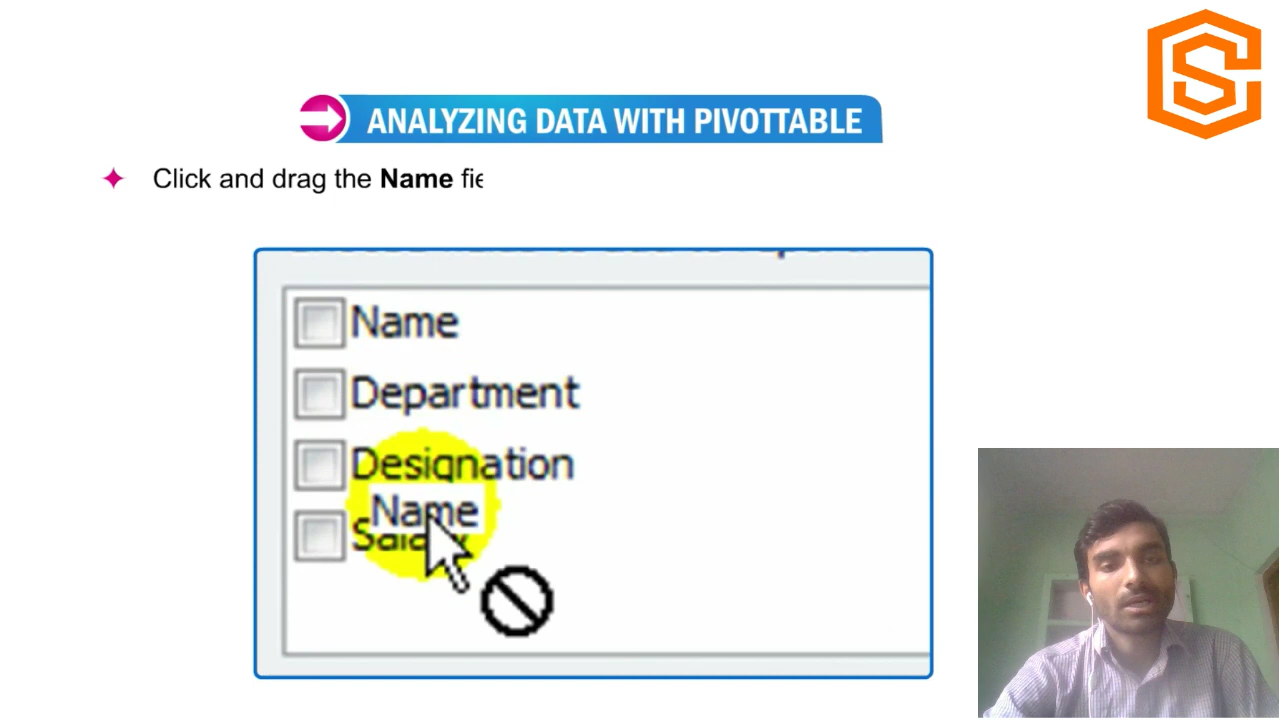 ANALYZING DATA WITH PIVOTTABLE
Click and drag the Name fie
Name
Department
Designation
Name